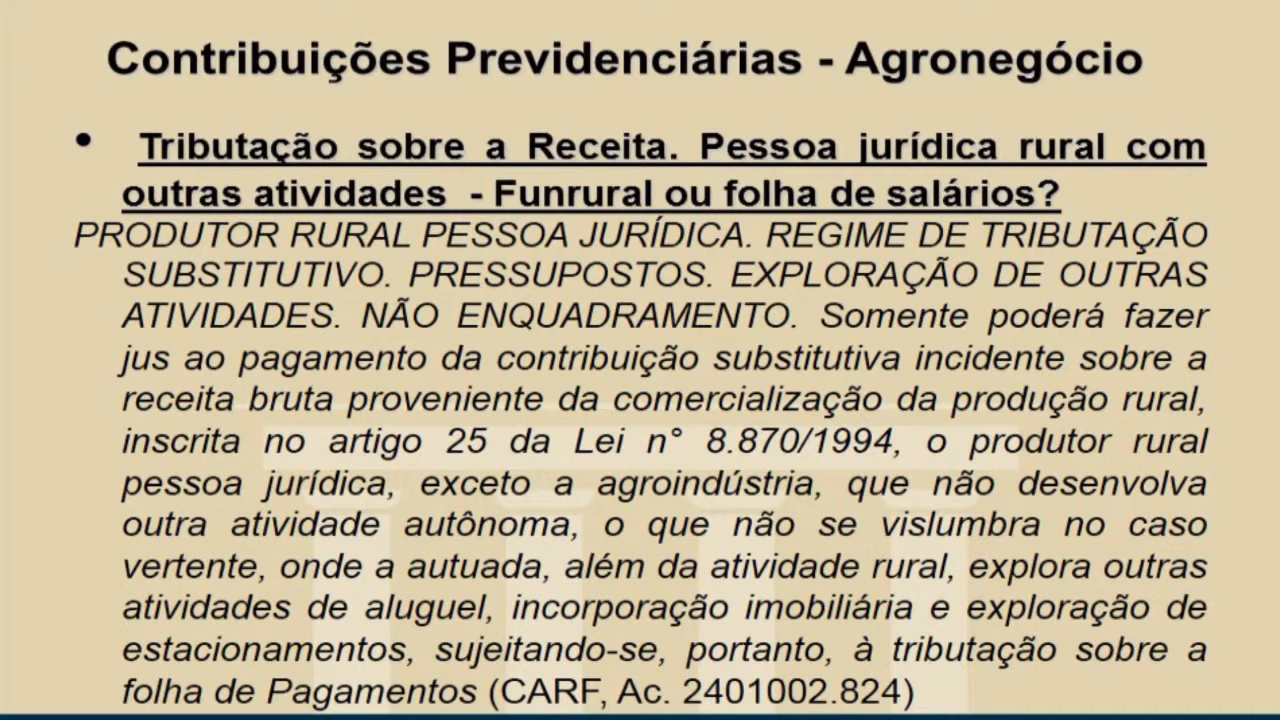 Contribuições Previdenciárias - Agronegócio
• Tributação sobre a Receita. Pessoa jurídica rural com
outras atividades - Funrural ou folha de salários?
PRODUTOR RURAL PESSOA JURÍDICA. REGIME DE TRIBUTAÇÃO
SUBSTITUTIVO. PRESSUPOSTOS. EXPLORAÇÃO DE OUTRAS
ATIVIDADES. NÃO ENQUADRAMENTO. Somente poderá fazer
jus ao pagamento da contribuição substitutiva incidente sobre a
receita bruta proveniente da comercialização da produção rural,
inscrita no artigo 25 da Lei n° 8.870/1994, o produtor rural
pessoa jurídica, exceto a agroindústria, que não desenvolva
outra atividade autônoma, o que não se vislumbra no caso
vertente, onde a autuada, além da atividade rural, explora outras
atividades de aluguel, incorporação imobiliária e exploração de
estacionamentos, sujeitando-se, portanto, à tributação sobre a
folha de Pagamentos (CARF, Ac. 2401002.824)